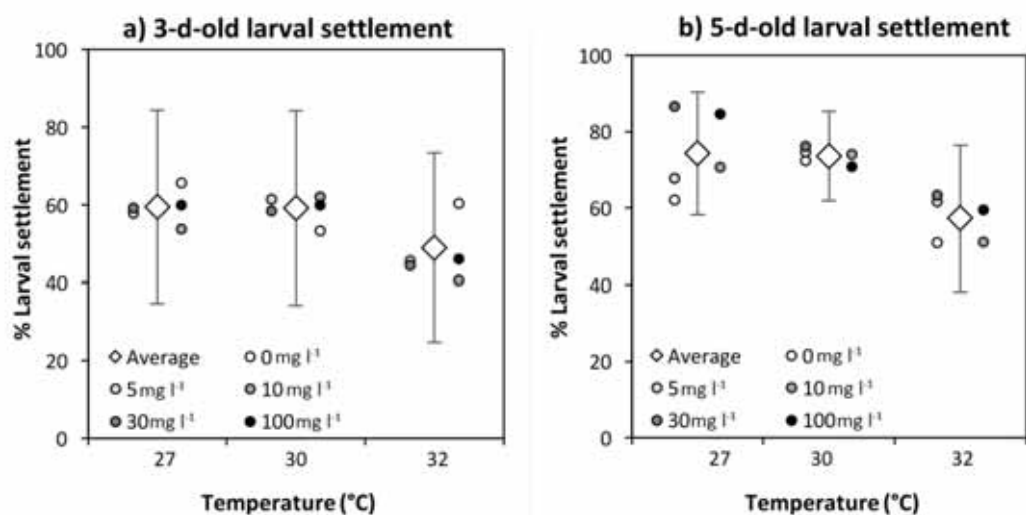 a) 3-d-old larval settlement
100
80
60
40
20
0
% Larval settlement
◇ Average ○ 0 mg l⁻¹
○ 5 mg l⁻¹ ● 10 mg l⁻¹
● 30 mg l⁻¹ ● 100 mg l⁻¹
27 30 32
Temperature (°C)
b) 5-d-old larval settlement
100
80
60
40
20
0
% Larval settlement
◇ Average ○ 0 mg l⁻¹
○ 5 mg l⁻¹ ● 10 mg l⁻¹
● 30 mg l⁻¹ ● 100 mg l⁻¹
27 30 32
Temperature (°C)